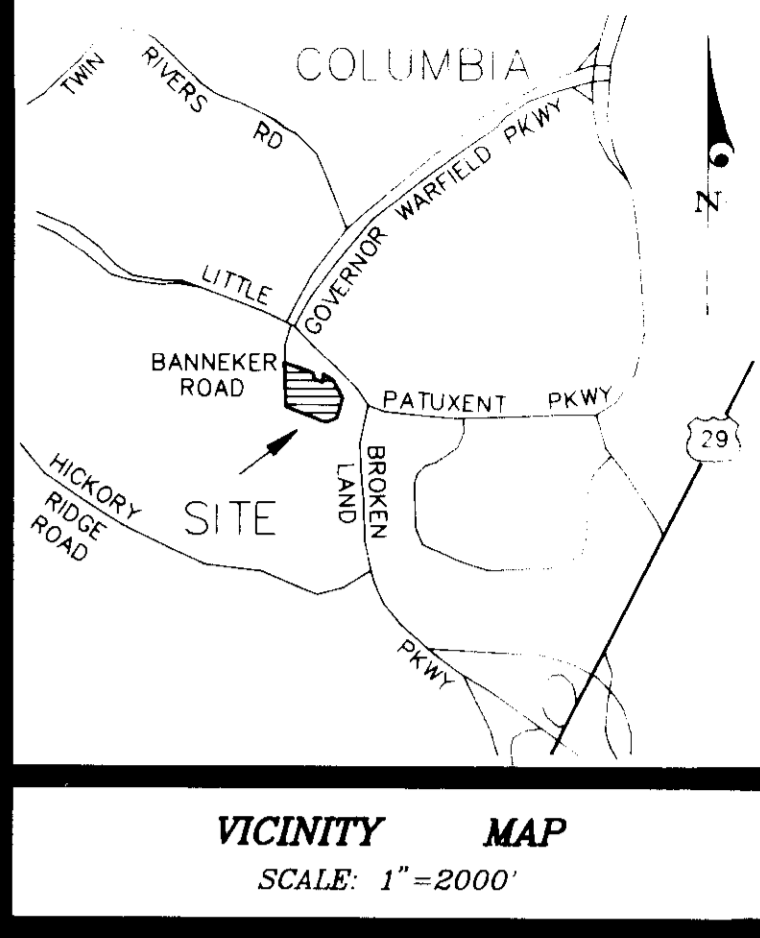 COLUMBIA
TWIN
RIVERS
RD
GOVERNOR WARFIELD PKWY
N
LITTLE
BANNEKER
ROAD
PATUXENT PKWY
29
HICKORY
RIDGE
ROAD
SITE
BROKEN
LAND
PKWY
VICINITY MAP
SCALE: 1"=2000'